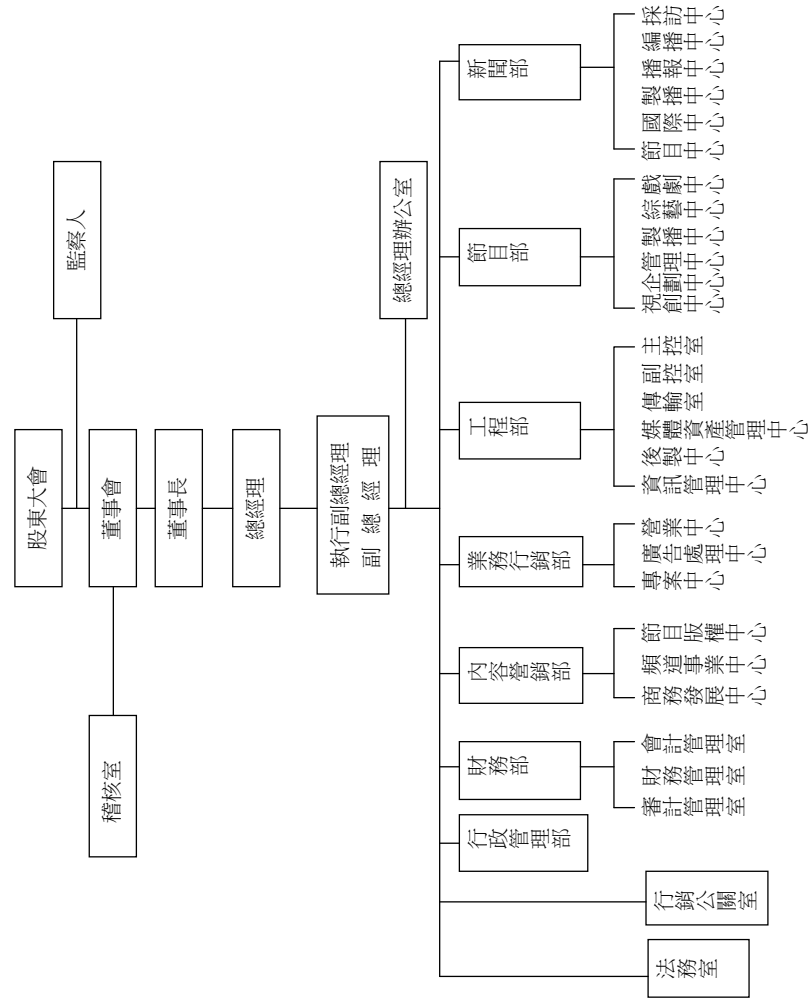 股東大會
監察人
稽核室
董事會
董事長
總經理
執行副總經理
副總經理
總經理辦公室
法務室
行銷公關室
行政管理部
財務部
內容營銷部
業務行銷部
工程部
節目部
新聞部
審計管理室
財務管理室
會計管理室
商務發展中心
頻道事業中心
節目版權中心
專案中心
廣告處理中心
營業中心
資訊管理中心
後製中心
媒體資產管理中心
傳輸室
副控室
主控室
視創中心
企劃中心
管理中心
製播中心
綜藝中心
戲劇中心
節目中心
國際中心
製播中心
播報中心
編播中心
採訪中心